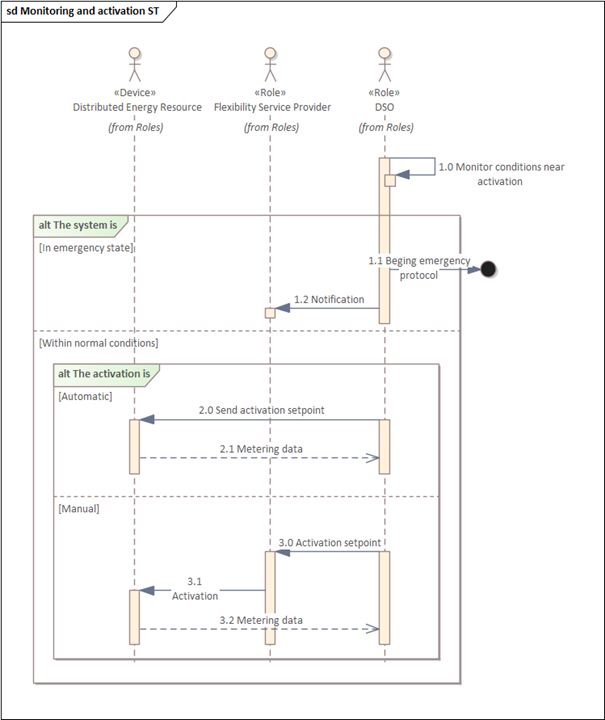 sd Monitoring and activation ST
«Device»
Distributed Energy Resource
(from Roles)
«Role»
Flexibility Service Provider
(from Roles)
«Role»
DSO
(from Roles)
1.0 Monitor conditions near
activation
alt The system is
[In emergency state]
1.1 Beging emergency
protocol
1.2 Notification
[Within normal conditions]
alt The activation is
[Automatic]
2.0 Send activation setpoint
2.1 Metering data
[Manual]
3.0 Activation setpoint
3.1
Activation
3.2 Metering data